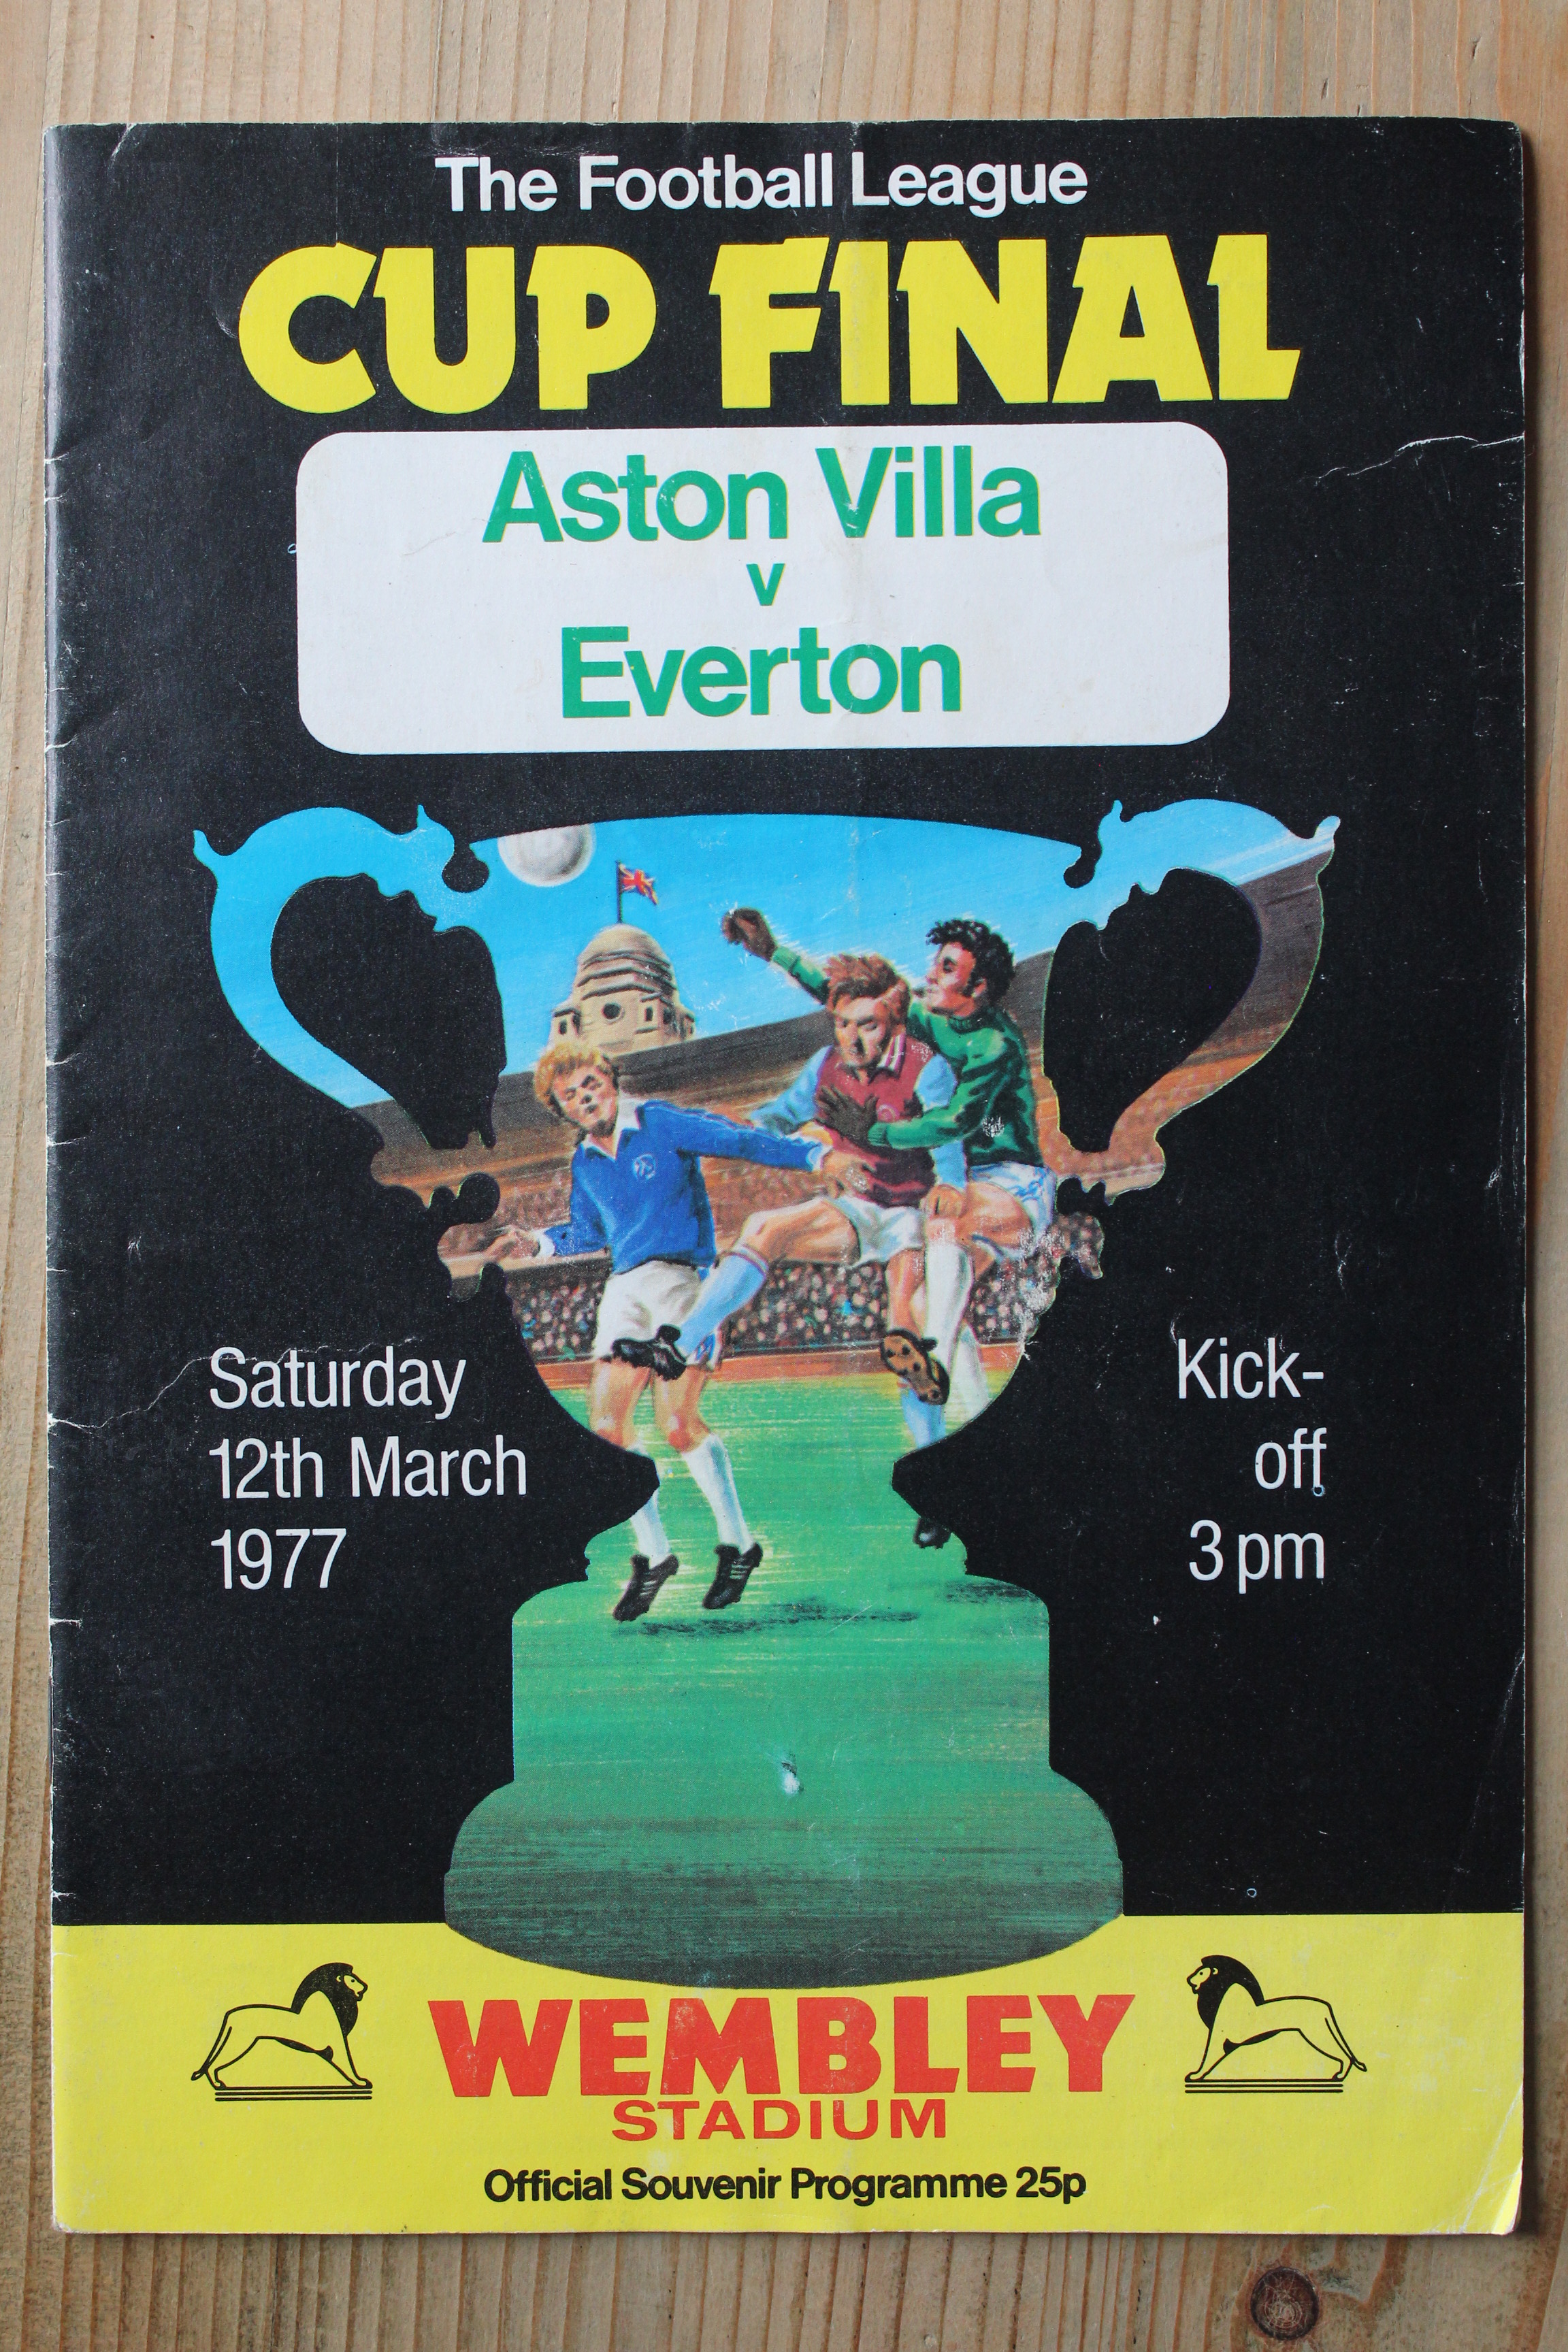 The Football League
CUP FINAL
Aston Villa
v
Everton
Saturday
12th March
1977
Kick-
off
3 pm
WEMBLEY
STADIUM
Official Souvenir Programme 25p